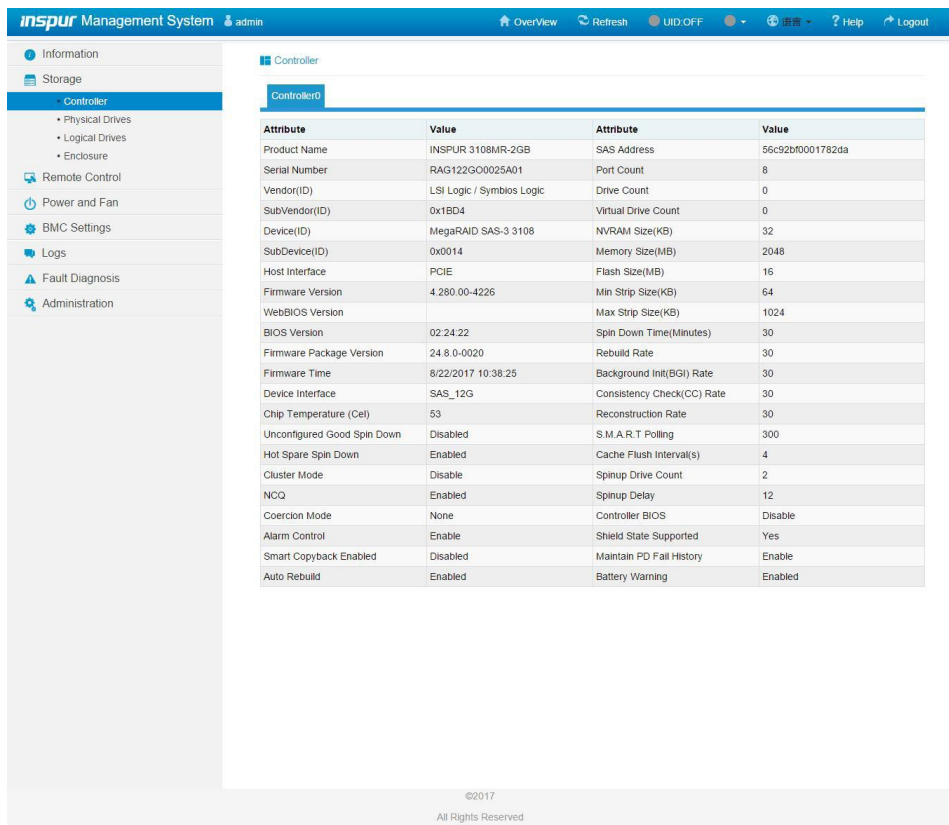 inspur Management System admin OverView Refresh UID:OFF 语言 Help Logout
Information
Storage
• Controller
• Physical Drives
• Logical Drives
• Enclosure
Remote Control
Power and Fan
BMC Settings
Logs
Fault Diagnosis
Administration
Controller
Controller0
Attribute Value Attribute Value
Product Name INSPUR 3108MR-2GB SAS Address 56c92bf0001782da
Serial Number RAG122GO0025A01 Port Count 8
Vendor(ID) LSI Logic / Symbios Logic Drive Count 0
SubVendor(ID) 0x1BD4 Virtual Drive Count 0
Device(ID) MegaRAID SAS-3 3108 NVRAM Size(KB) 32
SubDevice(ID) 0x0014 Memory Size(MB) 2048
Host Interface PCIE Flash Size(MB) 16
Firmware Version 4.280.00-4226 Min Strip Size(KB) 64
WebBIOS Version Max Strip Size(KB) 1024
BIOS Version 02:24:22 Spin Down Time(Minutes) 30
Firmware Package Version 24.8.0-0020 Rebuild Rate 30
Firmware Time 8/22/2017 10:38:25 Background Init(BGI) Rate 30
Device Interface SAS_12G Consistency Check(CC) Rate 30
Chip Temperature (Cel) 53 Reconstruction Rate 30
Unconfigured Good Spin Down Disabled S.M.A.R.T Polling 300
Hot Spare Spin Down Enabled Cache Flush Interval(s) 4
Cluster Mode Disable Spinup Drive Count 2
NCQ Enabled Spinup Delay 12
Coercion Mode None Controller BIOS Disable
Alarm Control Enable Shield State Supported Yes
Smart Copyback Enabled Disabled Maintain PD Fail History Enable
Auto Rebuild Enabled Battery Warning Enabled
©2017
All Rights Reserved